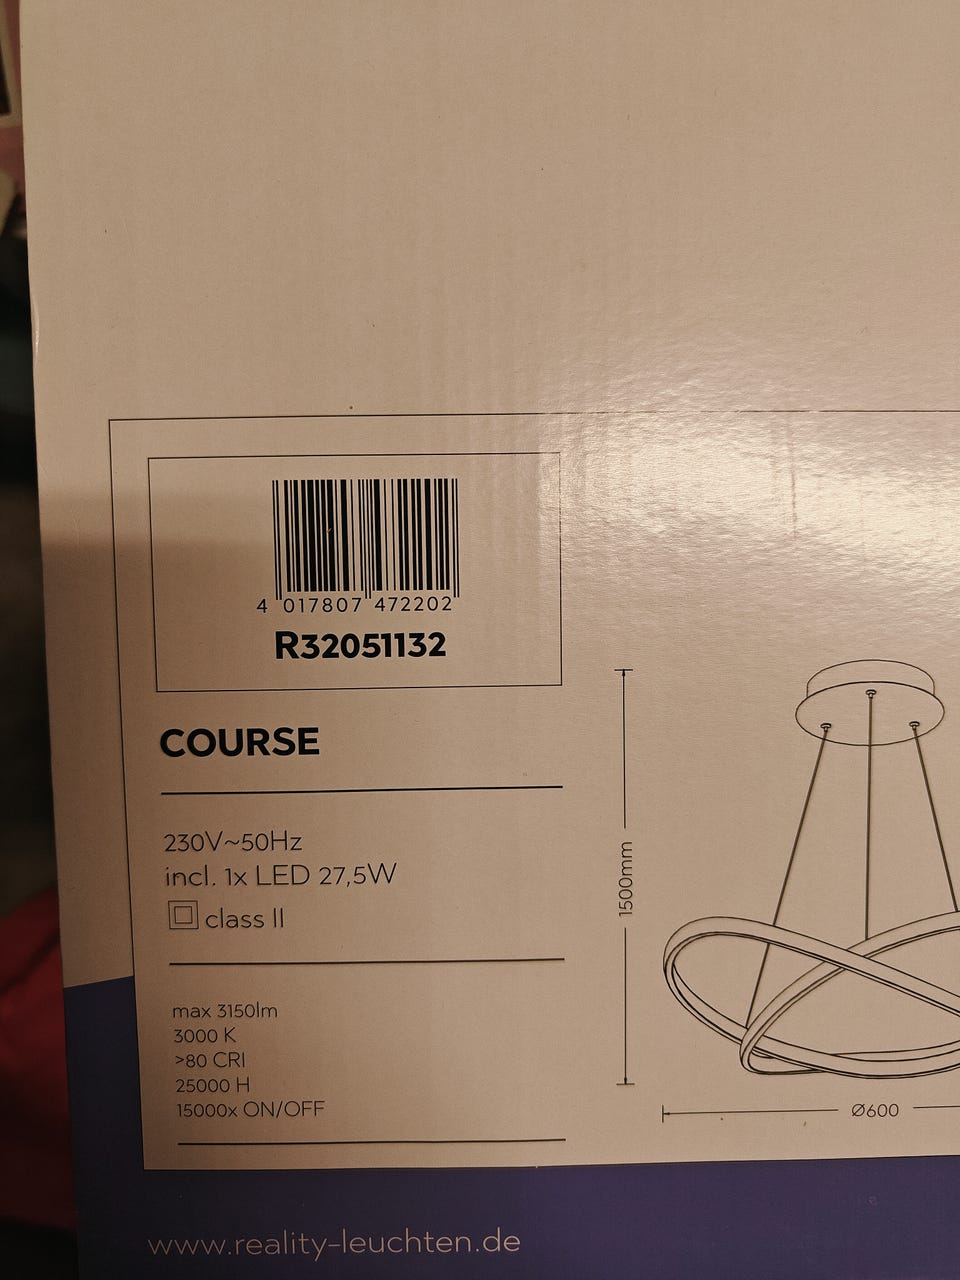 4 017807 472202
R32051132
COURSE
230V~50Hz
incl. 1x LED 27,5W
class II
max 3150lm
3000 K
>80 CRI
25000 H
15000x ON/OFF
1500mm
Ø600
www.reality-leuchten.de